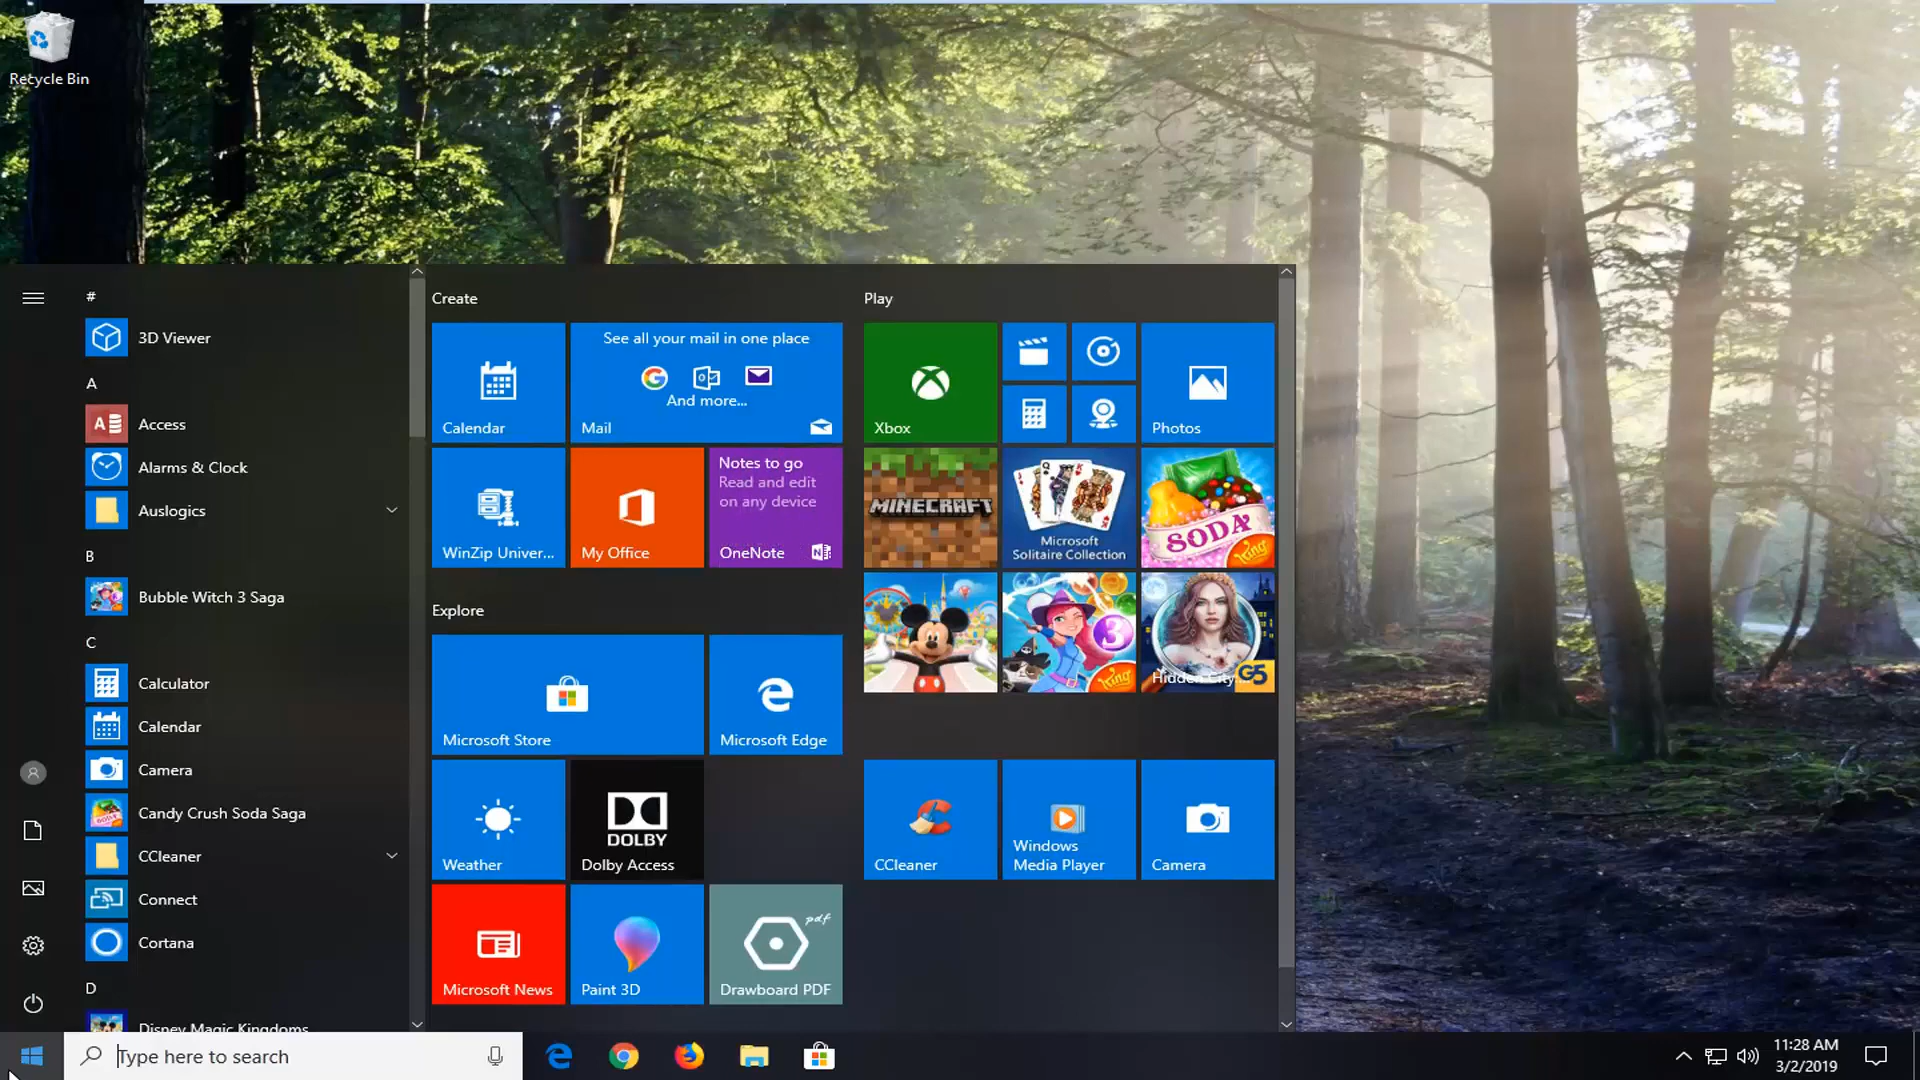 Recycle Bin
#
3D Viewer
A
Access
Alarms & Clock
Auslogics
B
Bubble Witch 3 Saga
C
Calculator
Calendar
Camera
Candy Crush Soda Saga
CCleaner
Connect
Cortana
D
Disney Magic Kingdoms
Create
Calendar
See all your mail in one place
And more...
Mail
WinZip Univer...
My Office
Notes to go
Read and edit
on any device
OneNote
Explore
Microsoft Store
Microsoft Edge
Weather
DOLBY
Dolby Access
Microsoft News
Paint 3D
pdf
Drawboard PDF
Play
Xbox
Photos
MINECRAFT
Microsoft
Solitaire Collection
SODA
King
3
King
Hidden City...
G5
CCleaner
Windows
Media Player
Camera
Type here to search
11:28 AM
3/2/2019